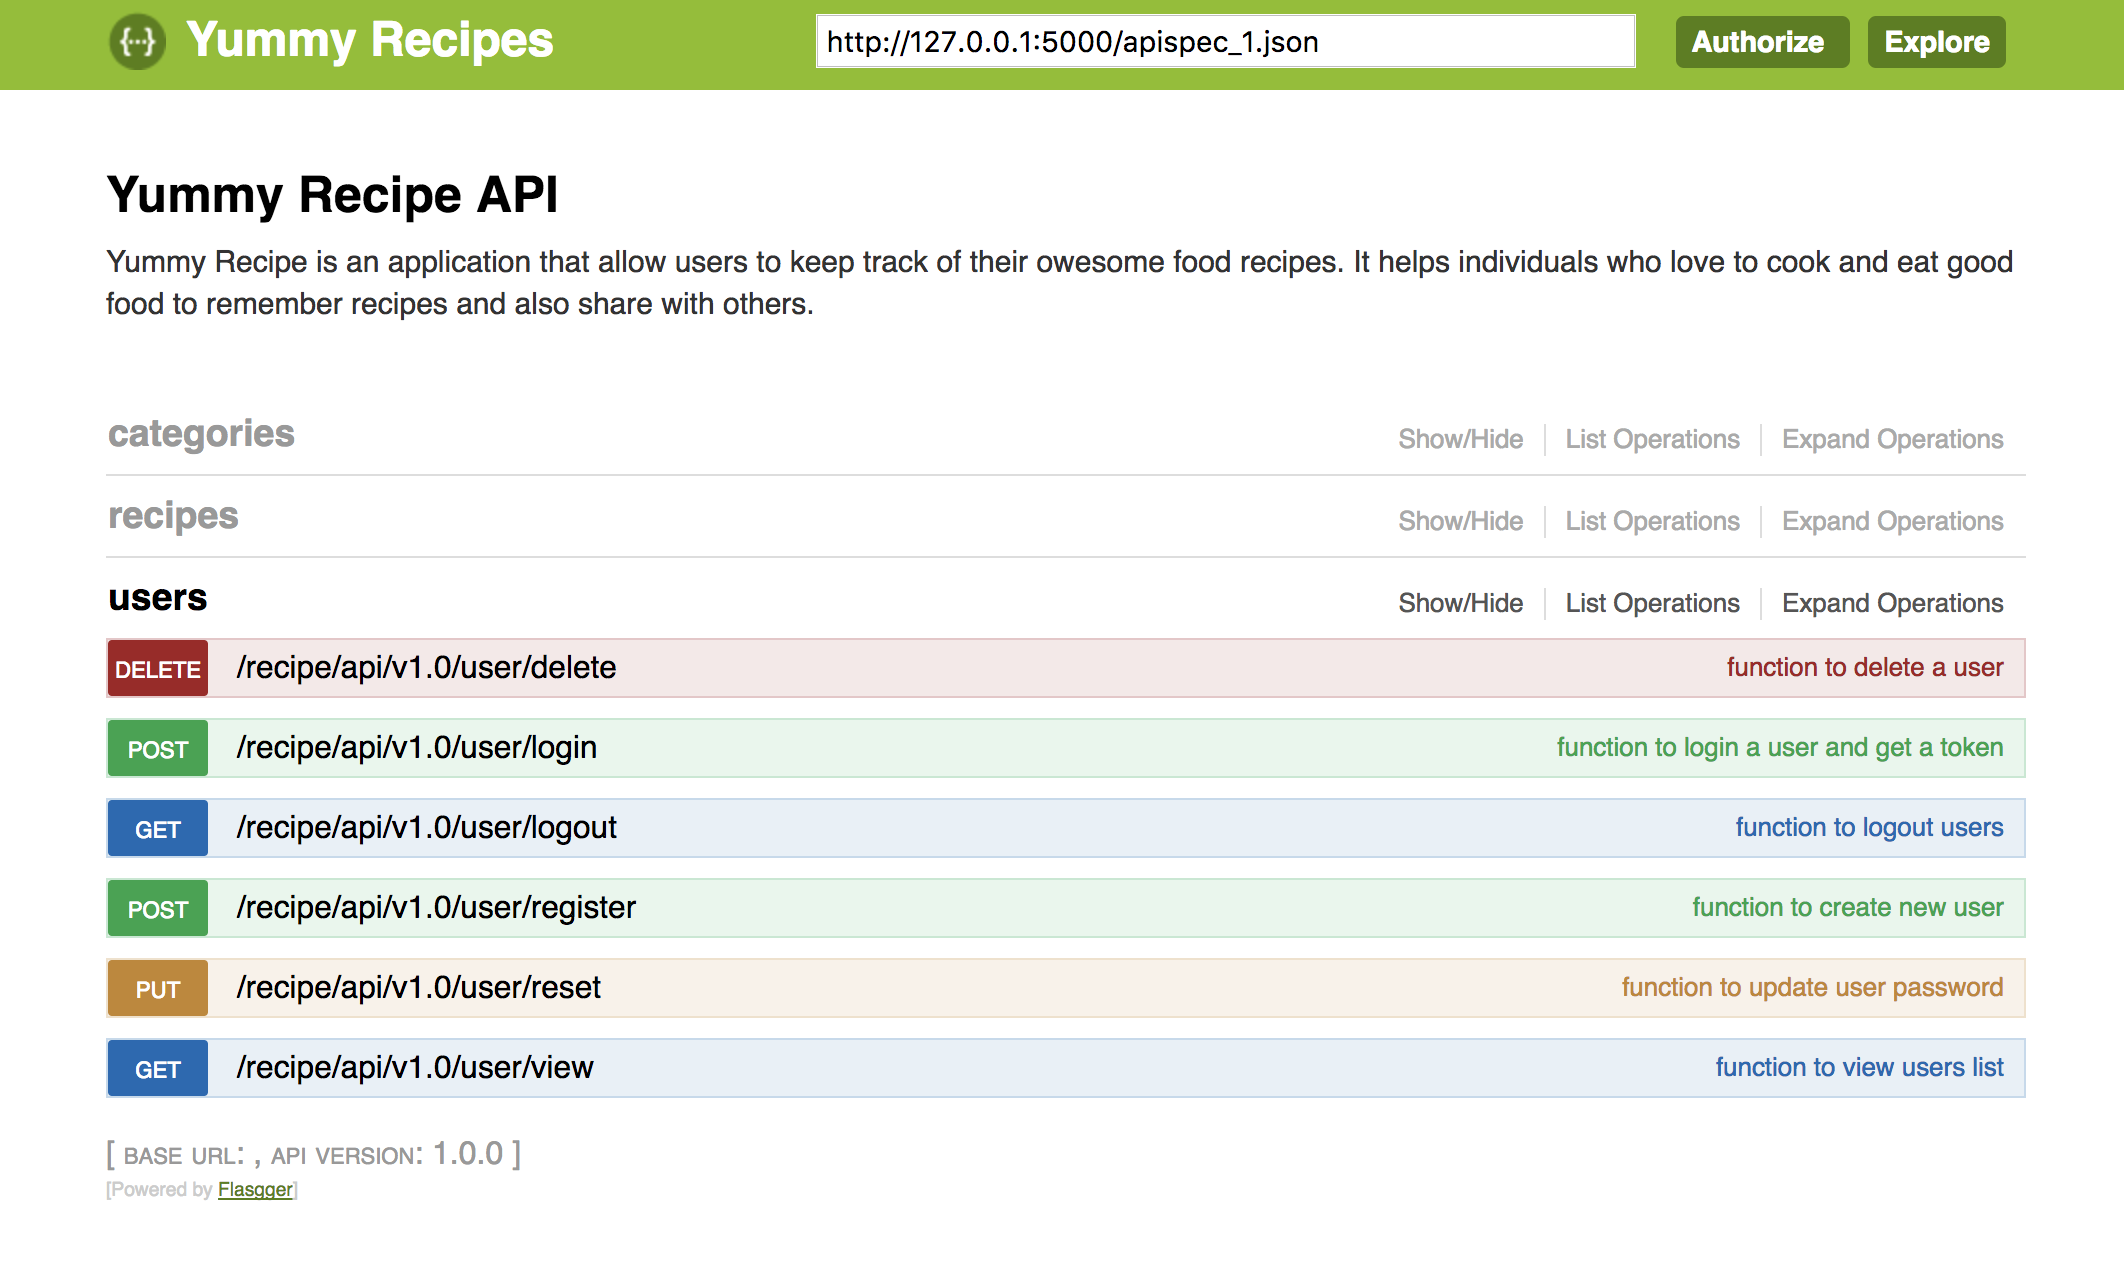 {···} Yummy Recipes http://127.0.0.1:5000/apispec_1.json Authorize Explore
Yummy Recipe API
Yummy Recipe is an application that allow users to keep track of their owesome food recipes. It helps individuals who love to cook and eat good
food to remember recipes and also share with others.
categories Show/Hide List Operations Expand Operations
recipes Show/Hide List Operations Expand Operations
users Show/Hide List Operations Expand Operations
DELETE /recipe/api/v1.0/user/delete function to delete a user
POST /recipe/api/v1.0/user/login function to login a user and get a token
GET /recipe/api/v1.0/user/logout function to logout users
POST /recipe/api/v1.0/user/register function to create new user
PUT /recipe/api/v1.0/user/reset function to update user password
GET /recipe/api/v1.0/user/view function to view users list
[ BASE URL: , API VERSION: 1.0.0 ]
[Powered by Flasgger]